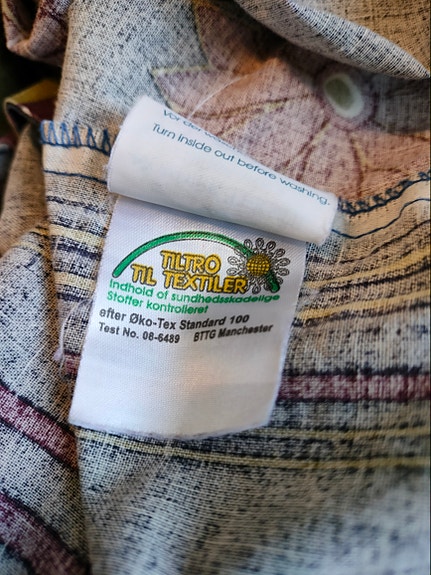 Turn inside out before washing.
TILTRO
TIL TEXTILER
Indhold of sundhedsskadelige
Stoffer kontrolleret
efter Øko-Tex Standard 100
Test No. 08-6489 BTTG Manchester